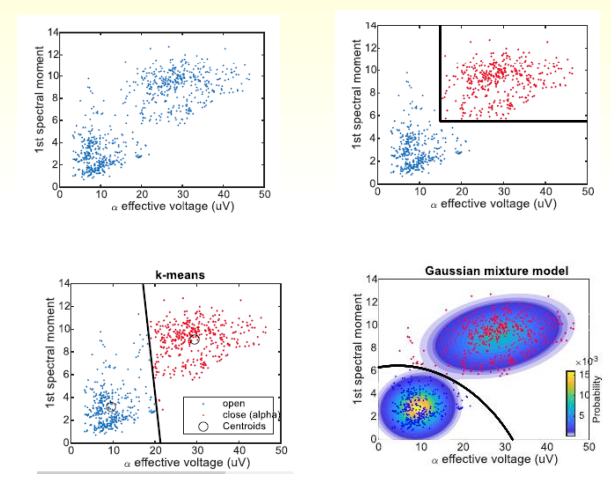 14
12
10
8
6
4
2
0
1st spectral moment
0 10 20 30 40 50
α effective voltage (uV)
14
12
10
8
6
4
2
0
1st spectral moment
0 10 20 30 40 50
α effective voltage (uV)
k-means
14
12
10
8
6
4
2
0
1st spectral moment
open
close (alpha)
Centroids
0 10 20 30 40 50
α effective voltage (uV)
Gaussian mixture model
14
12
10
8
6
4
2
0
1st spectral moment
×10⁻³
15
10
5
Probability
0 10 20 30 40 50
α effective voltage (uV)